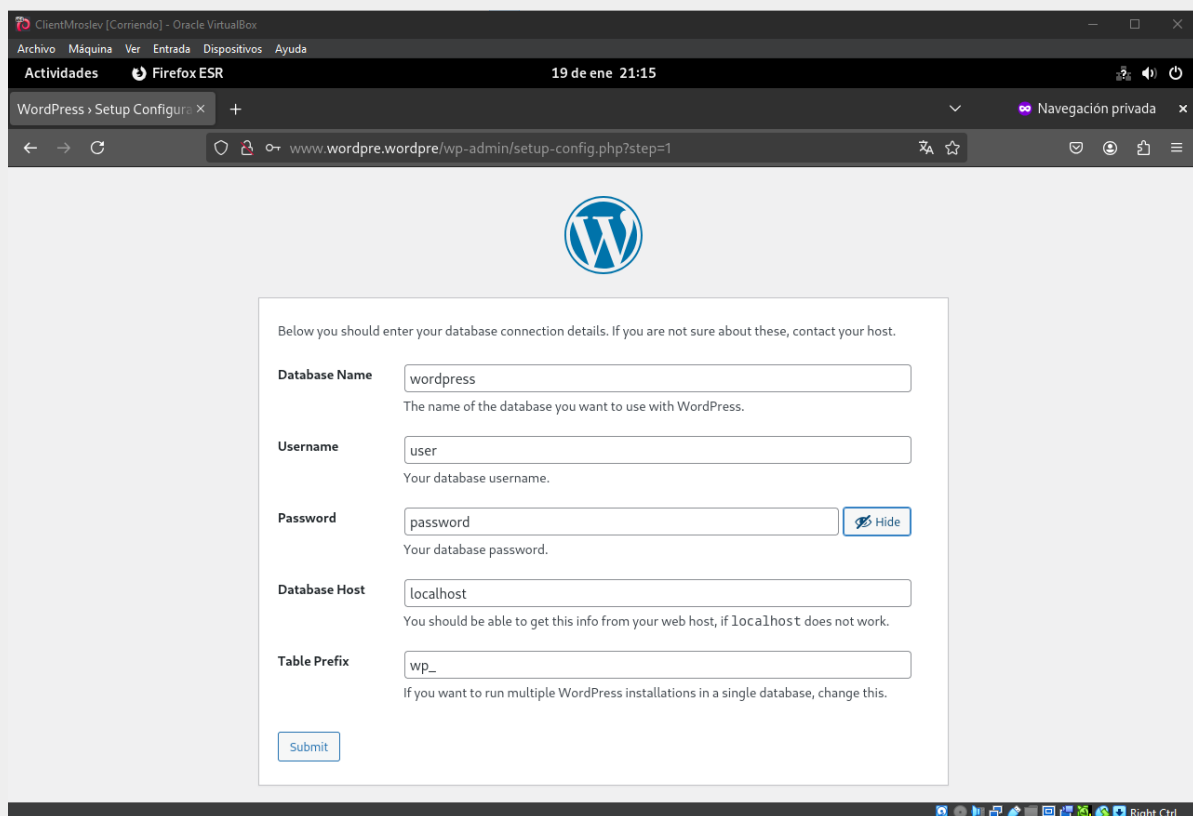 ClientMroslev [Corriendo] - Oracle VirtualBox
Archivo Máquina Ver Entrada Dispositivos Ayuda
Actividades Firefox ESR 19 de ene 21:15
WordPress › Setup Configura Navegación privada
www.wordpre.wordpre/wp-admin/setup-config.php?step=1
Below you should enter your database connection details. If you are not sure about these, contact your host.
Database Name wordpress
The name of the database you want to use with WordPress.
Username user
Your database username.
Password password Hide
Your database password.
Database Host localhost
You should be able to get this info from your web host, if localhost does not work.
Table Prefix wp_
If you want to run multiple WordPress installations in a single database, change this.
Submit
Right Ctrl